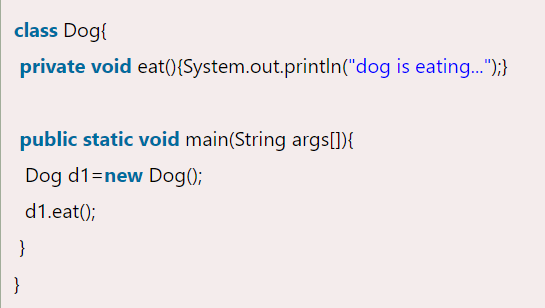 class Dog{
private void eat(){System.out.println("dog is eating...");}
public static void main(String args[]){
Dog d1=new Dog();
d1.eat();
}
}